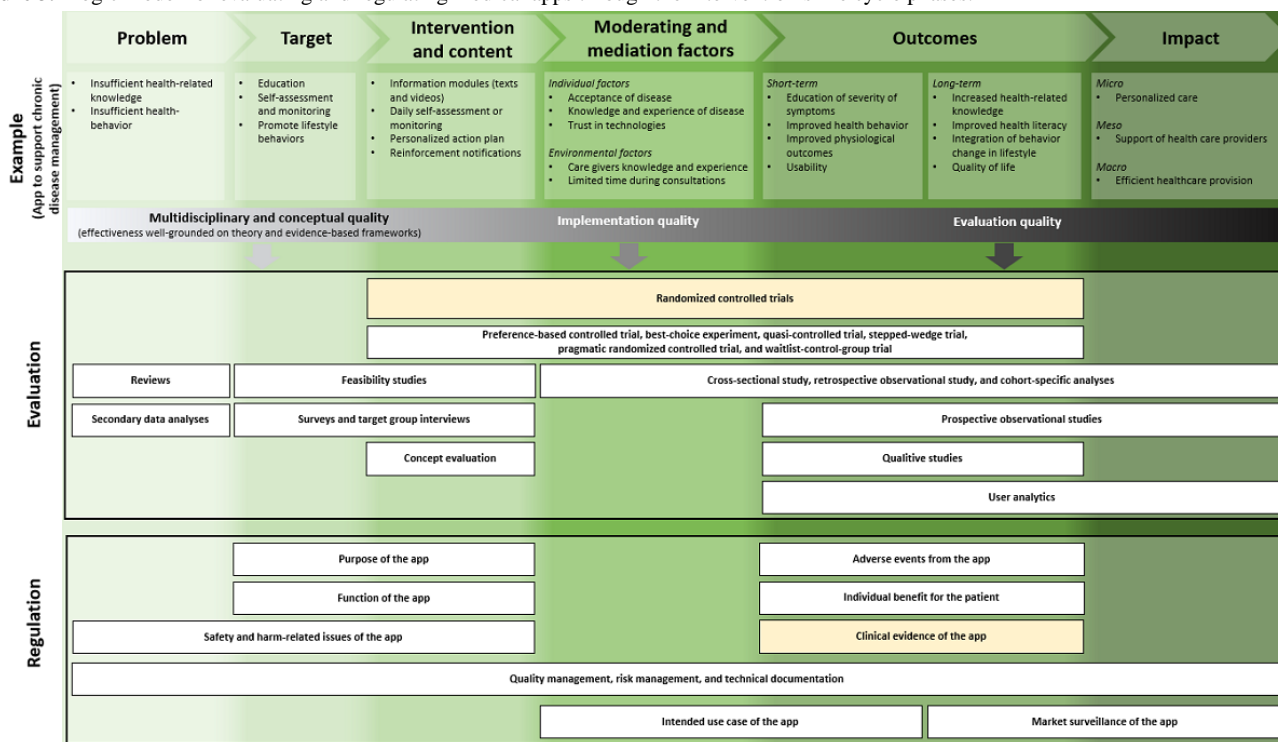 Problem
Target
Intervention
and content
Moderating and
mediation factors
Outcomes
Impact
Example
(App to support chronic
disease management)
• Insufficient health-related
knowledge
• Insufficient health-
behavior
• Education
• Self-assessment
and monitoring
• Promote lifestyle
behaviors
• Information modules (texts
and videos)
• Daily self-assessment or
monitoring
• Personalized action plan
• Reinforcement notifications
Individual factors
• Acceptance of disease
• Knowledge and experience of disease
• Trust in technologies
Environmental factors
• Care givers knowledge and experience
• Limited time during consultations
Short-term
• Education of severity of
symptoms
• Improved health behavior
• Improved physiological
outcomes
• Usability
Long-term
• Increased health-related
knowledge
• Improved health literacy
• Integration of behavior
change in lifestyle
• Quality of life
Micro
• Personalized care
Meso
• Support of health care providers
Macro
• Efficient healthcare provision
Multidisciplinary and conceptual quality
(effectiveness well-grounded on theory and evidence-based frameworks)
Implementation quality
Evaluation quality
Evaluation
Randomized controlled trials
Preference-based controlled trial, best-choice experiment, quasi-controlled trial, stepped-wedge trial,
pragmatic randomized controlled trial, and waitlist-control-group trial
Reviews
Feasibility studies
Cross-sectional study, retrospective observational study, and cohort-specific analyses
Secondary data analyses
Surveys and target group interviews
Prospective observational studies
Concept evaluation
Qualitive studies
User analytics
Regulation
Purpose of the app
Adverse events from the app
Function of the app
Individual benefit for the patient
Safety and harm-related issues of the app
Clinical evidence of the app
Quality management, risk management, and technical documentation
Intended use case of the app
Market surveillance of the app